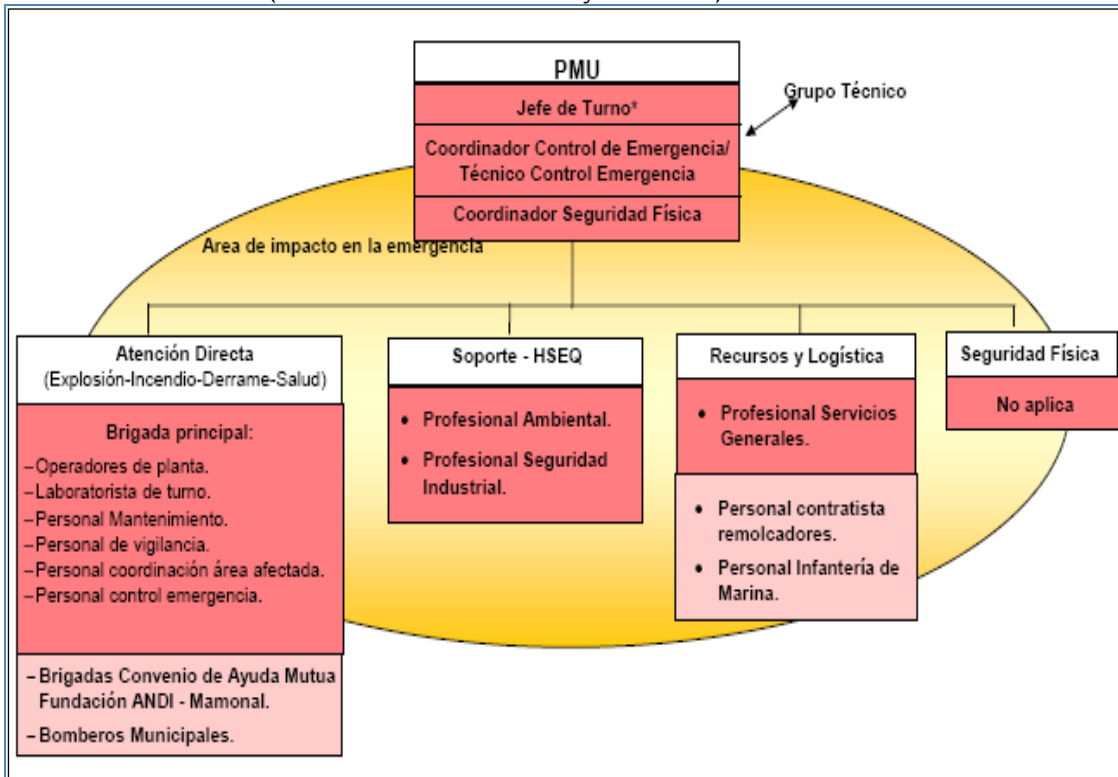 PMU
Jefe de Turno*
Grupo Técnico
Coordinador Control de Emergencia/
Técnico Control Emergencia
Coordinador Seguridad Física
Area de impacto en la emergencia
Atención Directa
(Explosión-Incendio-Derrame-Salud)
Brigada principal:
–Operadores de planta.
–Laboratorista de turno.
–Personal Mantenimiento.
–Personal de vigilancia.
–Personal coordinación área afectada.
–Personal control emergencia.
– Brigadas Convenio de Ayuda Mutua
Fundación ANDI - Mamonal.
– Bomberos Municipales.
Soporte - HSEQ
• Profesional Ambiental.
• Profesional Seguridad
Industrial.
Recursos y Logística
• Profesional Servicios
Generales.
• Personal contratista
remolcadores.
• Personal Infantería de
Marina.
Seguridad Física
No aplica